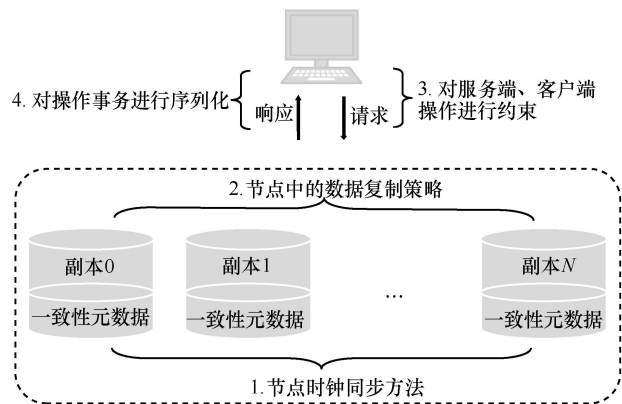 4. 对操作事务进行序列化
响应
请求
3. 对服务端、客户端
操作进行约束
2.节点中的数据复制策略
副本0
副本1
副本N
...
一致性元数据
一致性元数据
一致性元数据
1.节点时钟同步方法